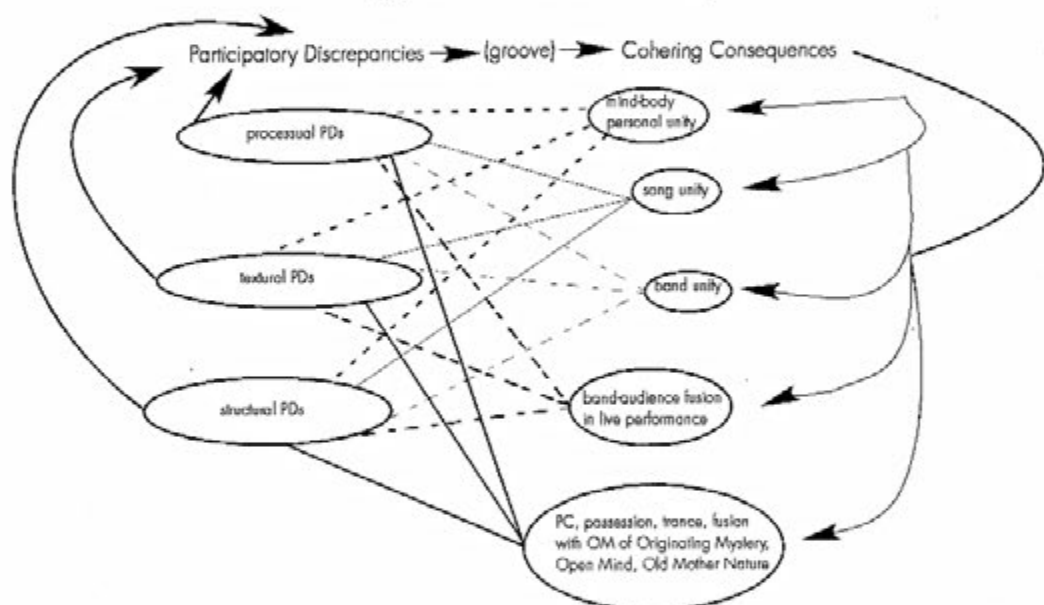 Participatory Discrepancies (groove) Cohering Consequences
processual PDs
mind-body
personal unity
song unity
textural PDs
band unity
structural PDs
band-audience fusion
in live performance
PC, possession, trance, fusion
with OM of Originating Mystery,
Open Mind, Old Mother Nature